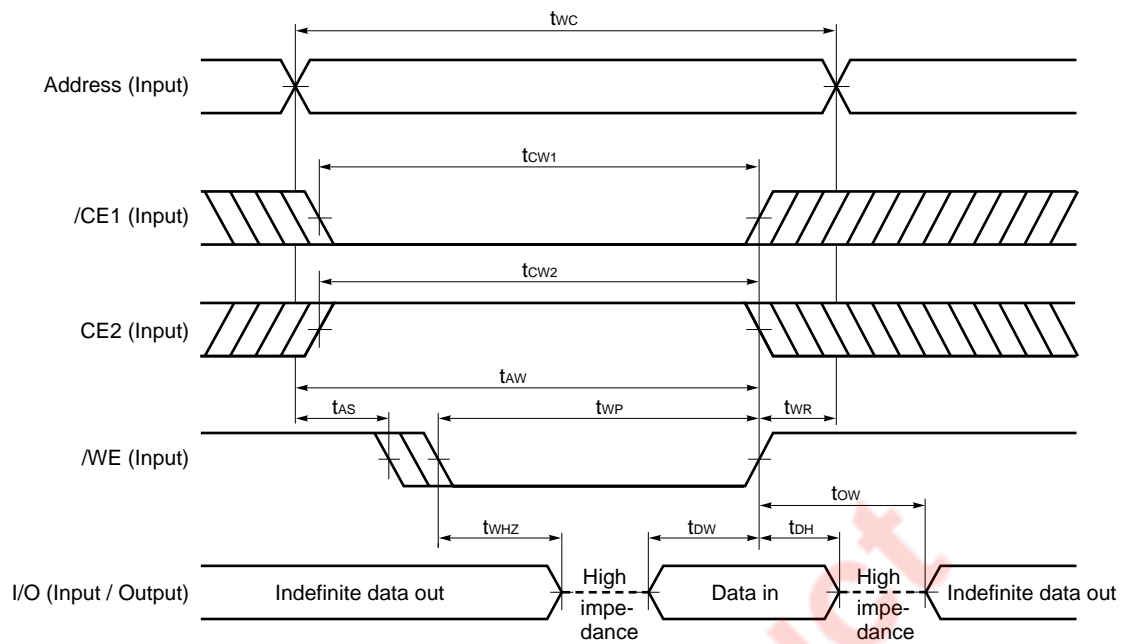 tWC
Address (Input)
tCW1
/CE1 (Input)
tCW2
CE2 (Input)
tAW
tAS
tWP
tWR
/WE (Input)
tOW
tWHZ
tDW
tDH
I/O (Input / Output)
Indefinite data out
High
impe-
dance
Data in
High
impe-
dance
Indefinite data out
uct